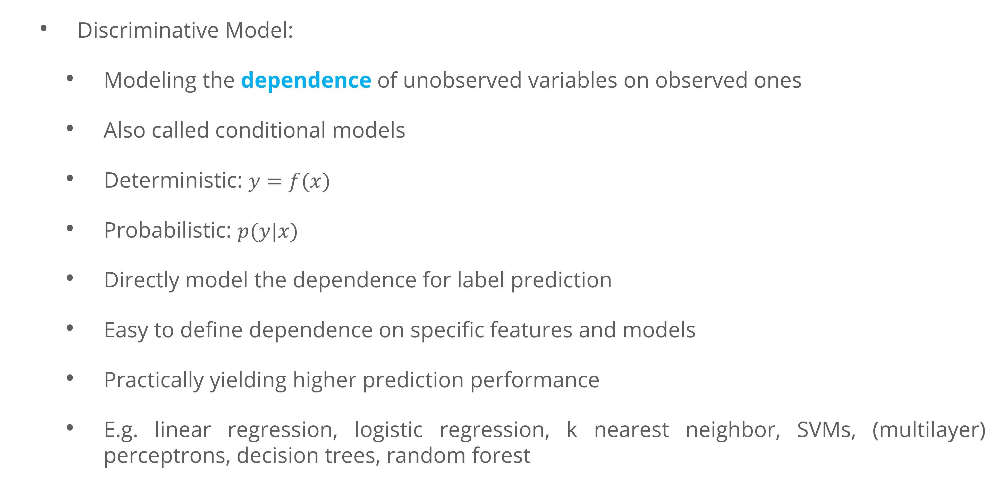 • Discriminative Model:
• Modeling the dependence of unobserved variables on observed ones
• Also called conditional models
• Deterministic: y = f(x)
• Probabilistic: p(y|x)
• Directly model the dependence for label prediction
• Easy to define dependence on specific features and models
• Practically yielding higher prediction performance
• E.g. linear regression, logistic regression, k nearest neighbor, SVMs, (multilayer)
perceptrons, decision trees, random forest